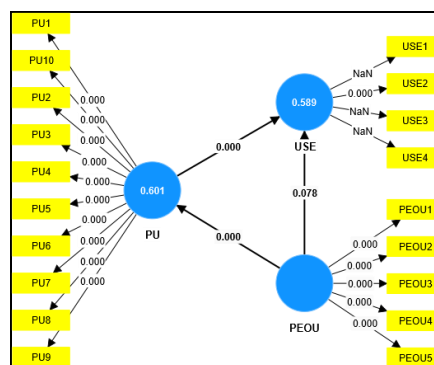 PU1
PU10
PU2
PU3
PU4
PU5
PU6
PU7
PU8
PU9
0.000
0.000
0.000
0.000
0.000
0.000
0.000
0.000
0.000
0.000
0.601
PU
0.000
0.000
0.589
USE
0.078
PEOU
NaN
0.000
NaN
NaN
USE1
USE2
USE3
USE4
0.000
0.000
0.000
0.000
0.000
PEOU1
PEOU2
PEOU3
PEOU4
PEOU5